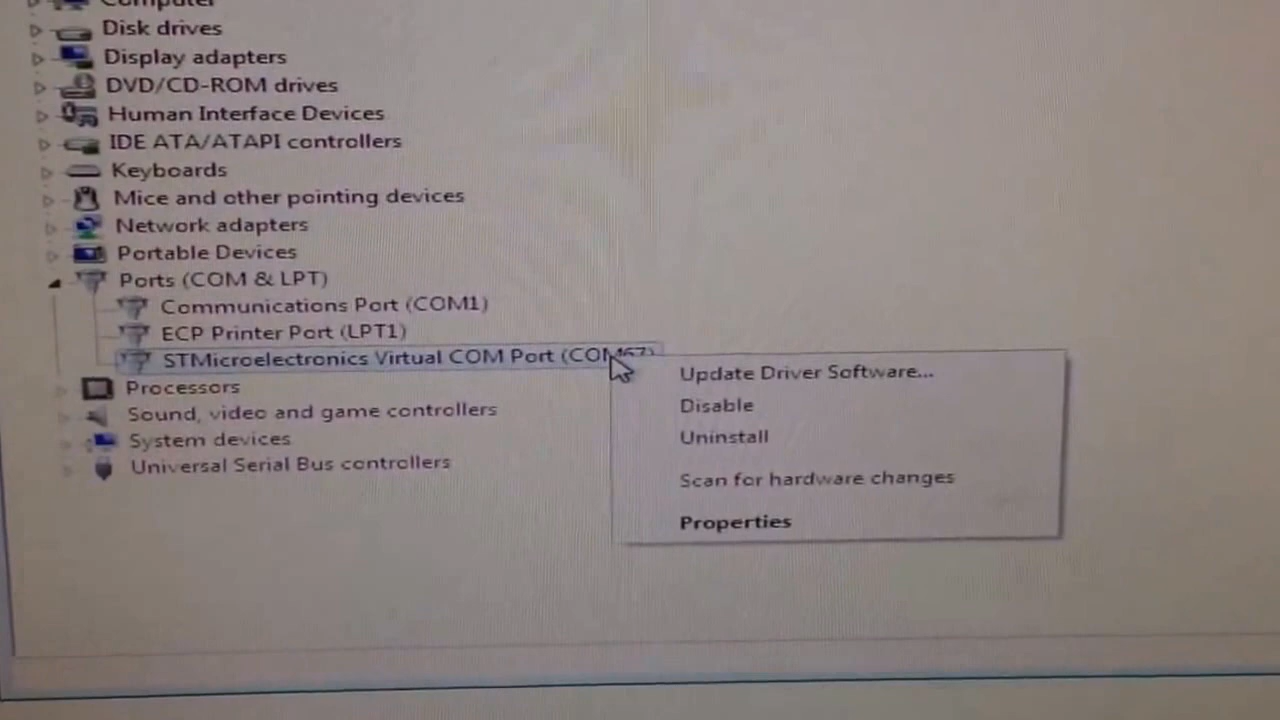 Computer
Disk drives
Display adapters
DVD/CD-ROM drives
Human Interface Devices
IDE ATA/ATAPI controllers
Keyboards
Mice and other pointing devices
Network adapters
Portable Devices
Ports (COM & LPT)
Communications Port (COM1)
ECP Printer Port (LPT1)
STMicroelectronics Virtual COM Port (COM67)
Processors
Sound, video and game controllers
System devices
Universal Serial Bus controllers
Update Driver Software...
Disable
Uninstall
Scan for hardware changes
Properties